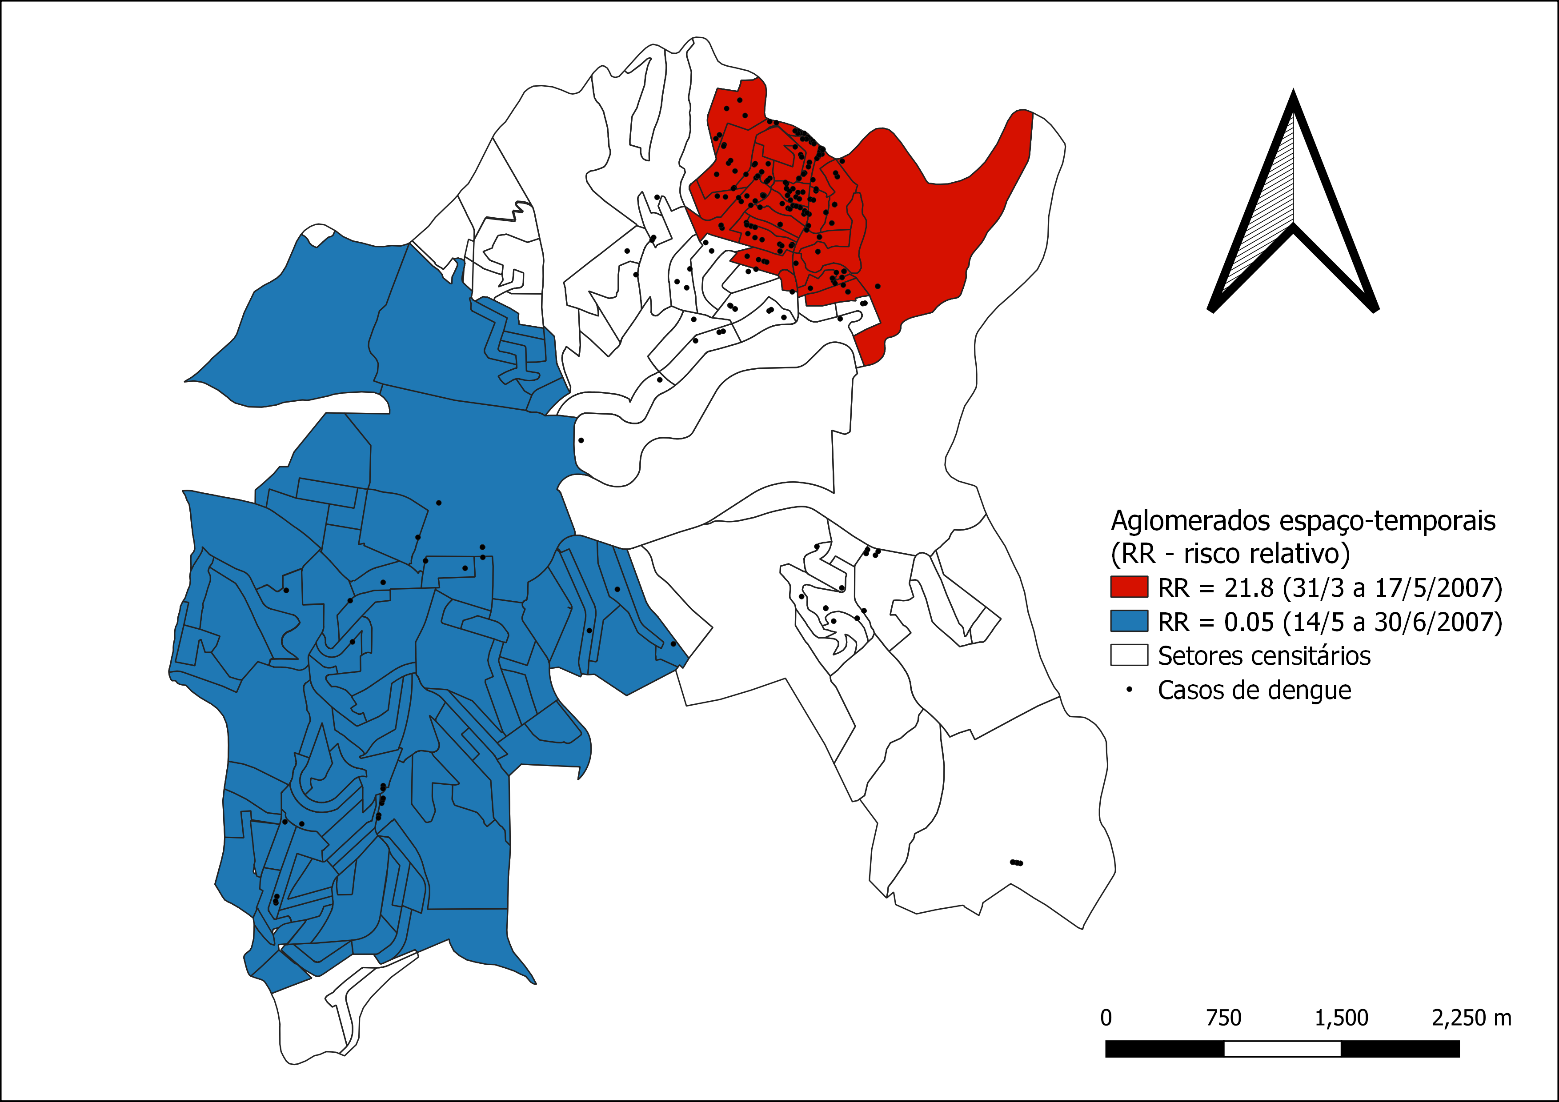 Aglomerados espaço-temporais
(RR - risco relativo)
RR = 21.8 (31/3 a 17/5/2007)
RR = 0.05 (14/5 a 30/6/2007)
Setores censitários
Casos de dengue
0 750 1,500 2,250 m